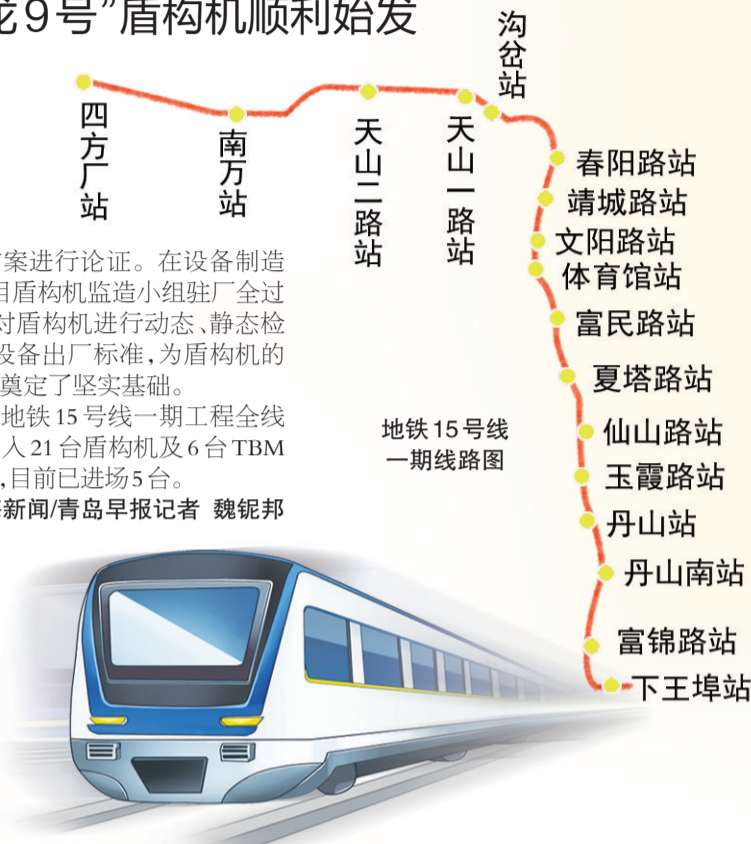 龙9号”盾构机顺利始发
四方厂站
南万站
天山二路站
天山一路站
沟岔站
春阳路站
靖城路站
文阳路站
体育馆站
富民路站
夏塔路站
仙山路站
玉霞路站
丹山站
丹山南站
富锦路站
下王埠站
地铁15号线
一期线路图
方案进行论证。在设备制造
目盾构机监造小组驻厂全过
对盾构机进行动态、静态检
设备出厂标准，为盾构机的
奠定了坚实基础。
地铁15号线一期工程全线
入21台盾构机及6台TBM
，目前已进场5台。
新闻/青岛早报记者 魏铌邦